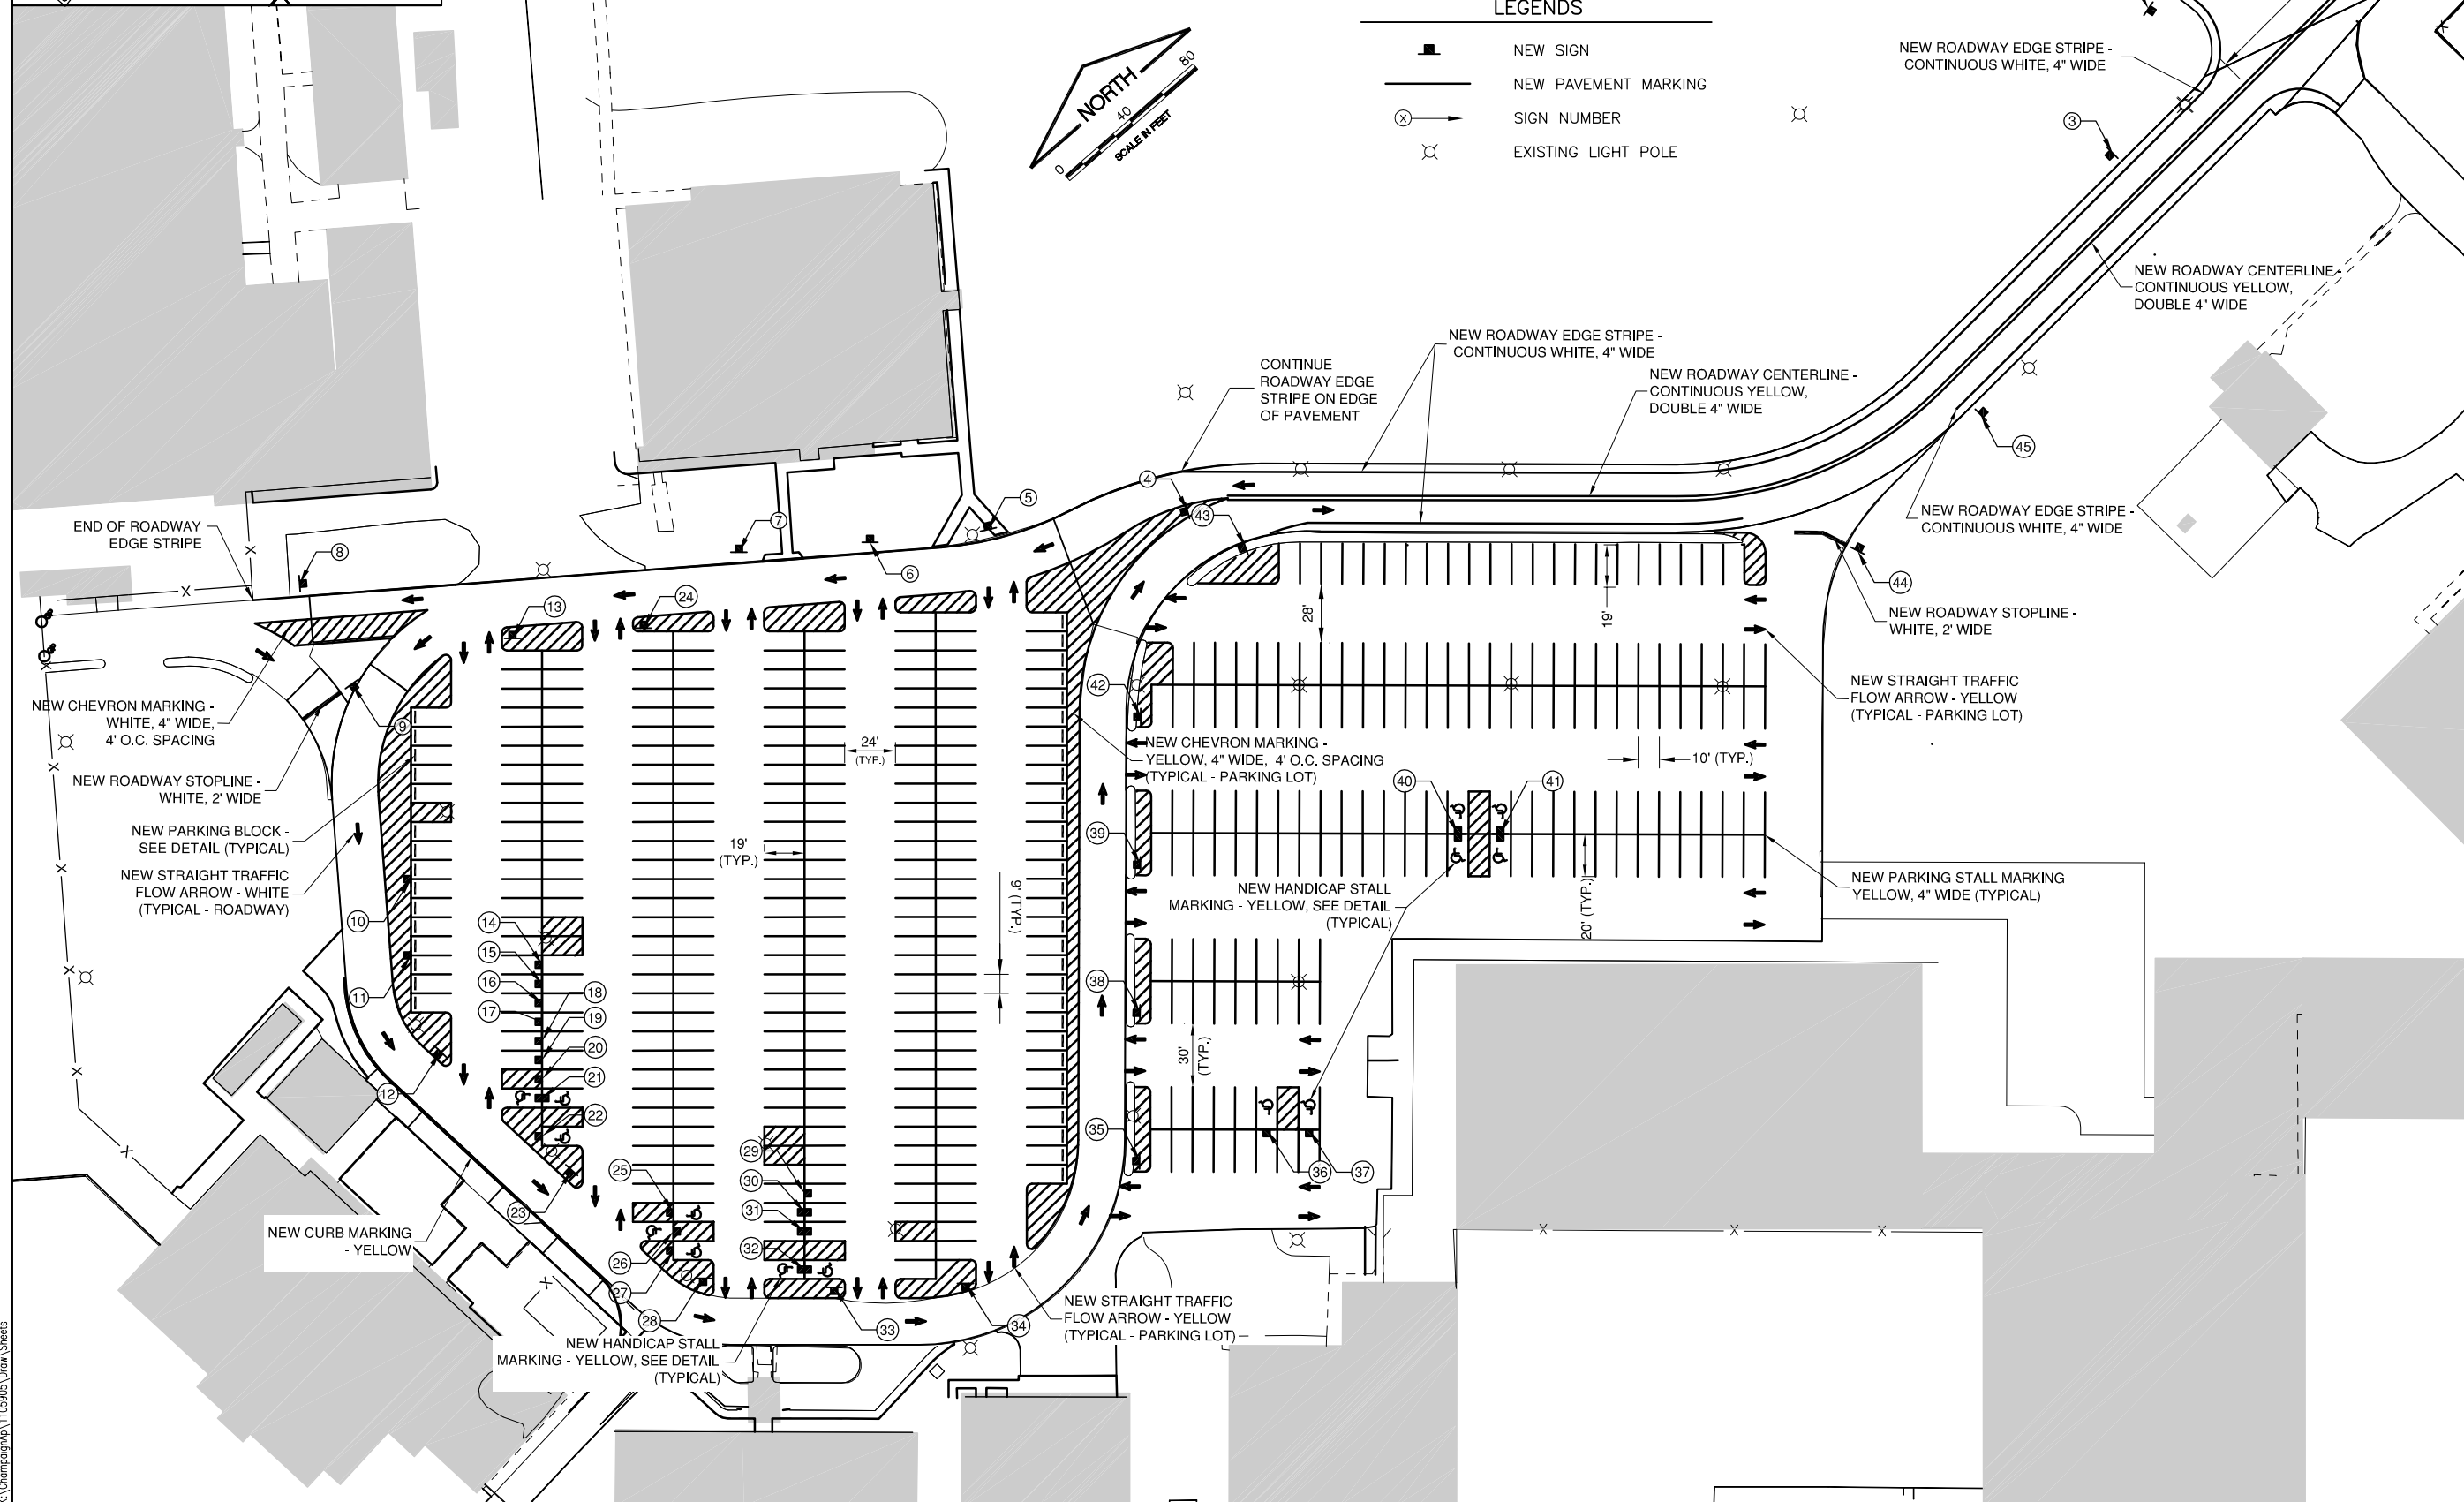 LEGENDS
NEW SIGN
NEW PAVEMENT MARKING
X
SIGN NUMBER
EXISTING LIGHT POLE
NORTH
0 40 80
SCALE IN FEET
NEW ROADWAY EDGE STRIPE -
CONTINUOUS WHITE, 4" WIDE
3
NEW ROADWAY CENTERLINE -
CONTINUOUS YELLOW,
DOUBLE 4" WIDE
NEW ROADWAY EDGE STRIPE -
CONTINUOUS WHITE, 4" WIDE
CONTINUE
ROADWAY EDGE
STRIPE ON EDGE
OF PAVEMENT
NEW ROADWAY CENTERLINE -
CONTINUOUS YELLOW,
DOUBLE 4" WIDE
45
4
5
43
NEW ROADWAY EDGE STRIPE -
CONTINUOUS WHITE, 4" WIDE
END OF ROADWAY
EDGE STRIPE
7
8
6
44
13
24
NEW ROADWAY STOPLINE -
WHITE, 2' WIDE
28'
19'
NEW STRAIGHT TRAFFIC
FLOW ARROW - YELLOW
(TYPICAL - PARKING LOT)
42
NEW CHEVRON MARKING -
WHITE, 4" WIDE,
4' O.C. SPACING
9
24'
(TYP.)
NEW CHEVRON MARKING -
YELLOW, 4" WIDE, 4' O.C. SPACING
(TYPICAL - PARKING LOT)
10' (TYP.)
40
41
NEW ROADWAY STOPLINE -
WHITE, 2' WIDE
NEW PARKING BLOCK -
SEE DETAIL (TYPICAL)
39
19'
(TYP.)
NEW STRAIGHT TRAFFIC
FLOW ARROW - WHITE
(TYPICAL - ROADWAY)
NEW HANDICAP STALL
MARKING - YELLOW, SEE DETAIL
(TYPICAL)
9' (TYP.)
20' (TYP.)
NEW PARKING STALL MARKING -
YELLOW, 4" WIDE (TYPICAL)
10
14
15
16
38
11
18
17
19
20
30'
(TYP.)
21
12
22
35
29
25
36
37
30
23
31
NEW CURB MARKING
- YELLOW
32
26
27
28
33
34
NEW STRAIGHT TRAFFIC
FLOW ARROW - YELLOW
(TYPICAL - PARKING LOT)
NEW HANDICAP STALL
MARKING - YELLOW, SEE DETAIL
(TYPICAL)